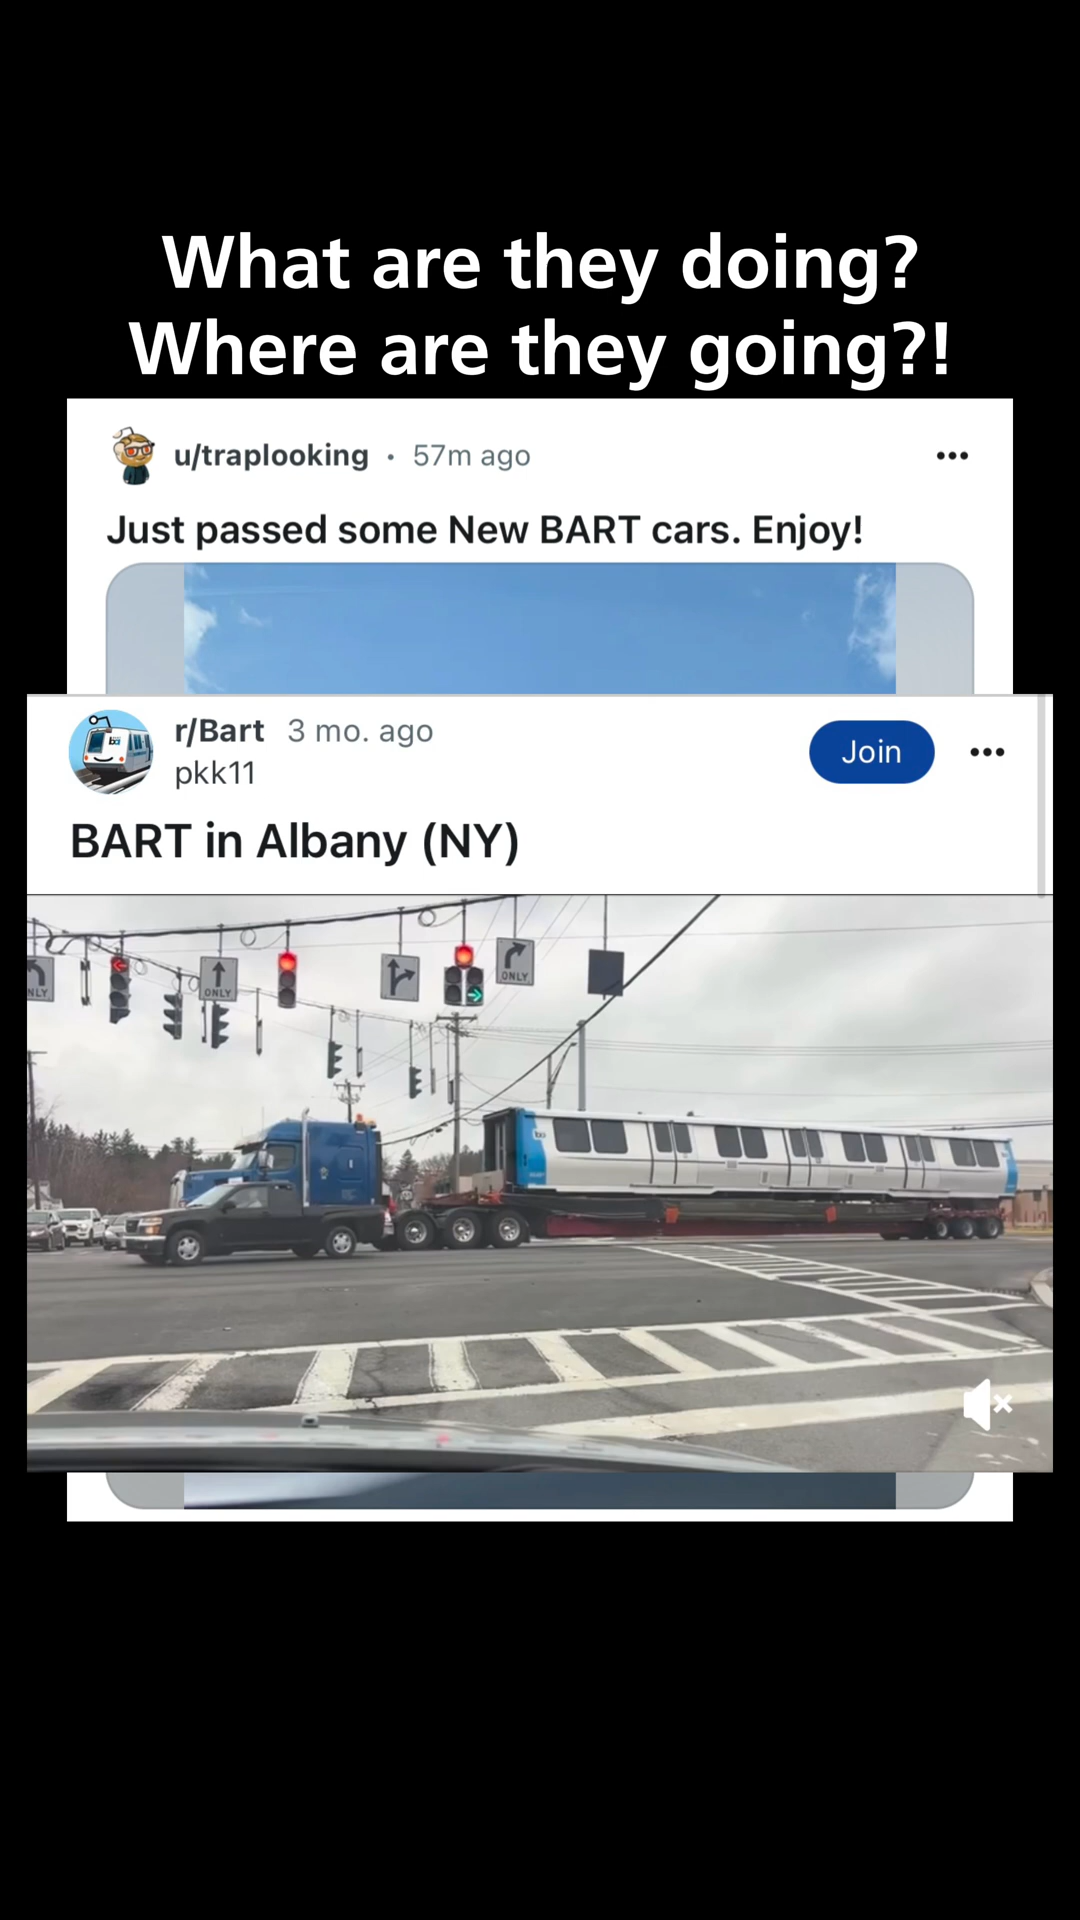 What are they doing?
Where are they going?!
u/traplooking • 57m ago
Just passed some New BART cars. Enjoy!
r/Bart 3 mo. ago
pkk11
Join
BART in Albany (NY)
NLY
ONLY
ONLY